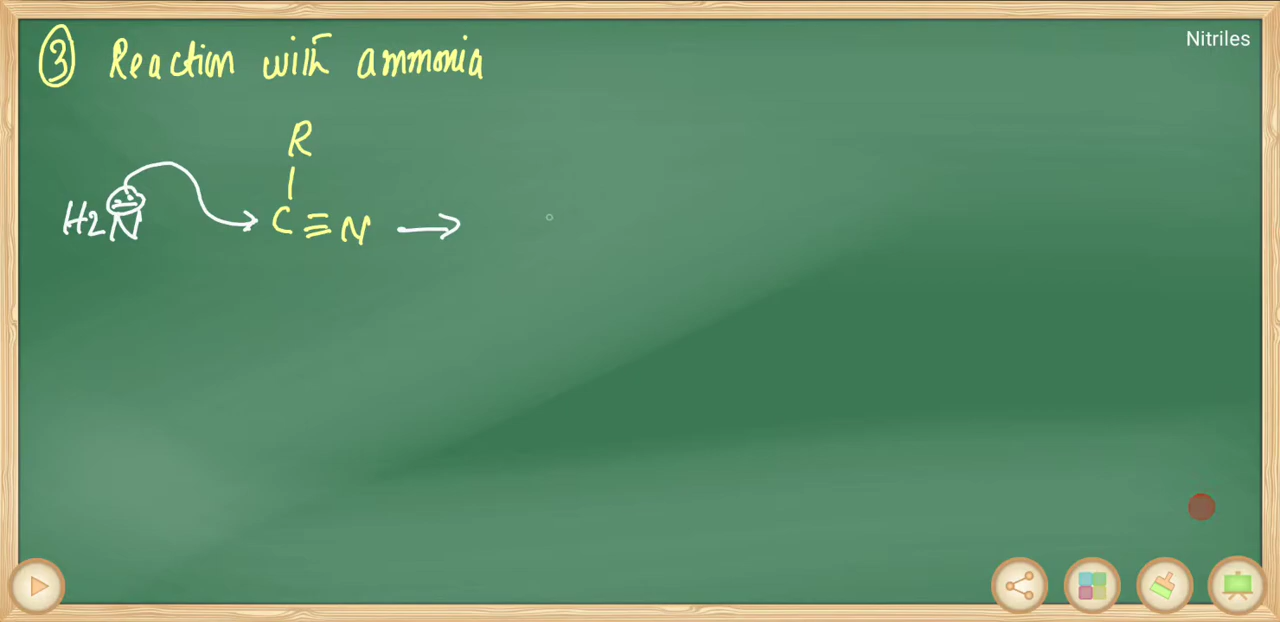 ③ Reaction with ammonia
Nitriles
R
|
H2N̈ C≡N →